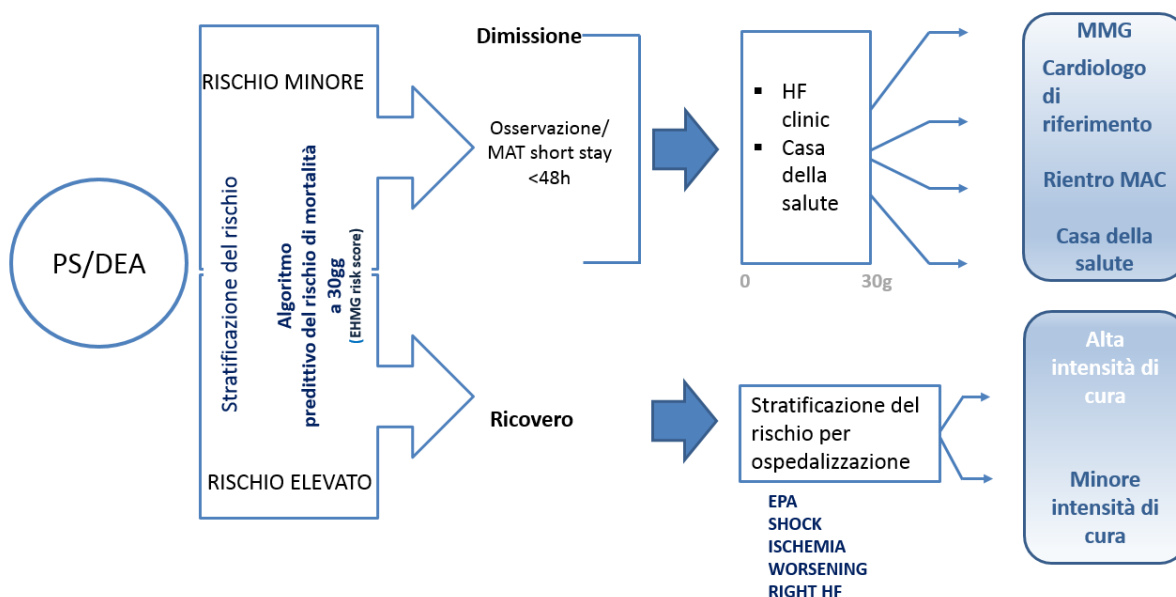 PS/DEA
RISCHIO MINORE
Stratificazione del rischio
Algoritmo
predittivo del rischio di mortalità
a 30gg
(EHMG risk score)
RISCHIO ELEVATO
Dimissione
Osservazione/
MAT short stay
<48h
▪ HF
clinic
▪ Casa
della
salute
0
30g
MMG
Cardiologo
di
riferimento
Rientro MAC
Casa della
salute
Ricovero
Stratificazione del
rischio per
ospedalizzazione
EPA
SHOCK
ISCHEMIA
WORSENING
RIGHT HF
Alta
intensità di
cura
Minore
intensità di
cura